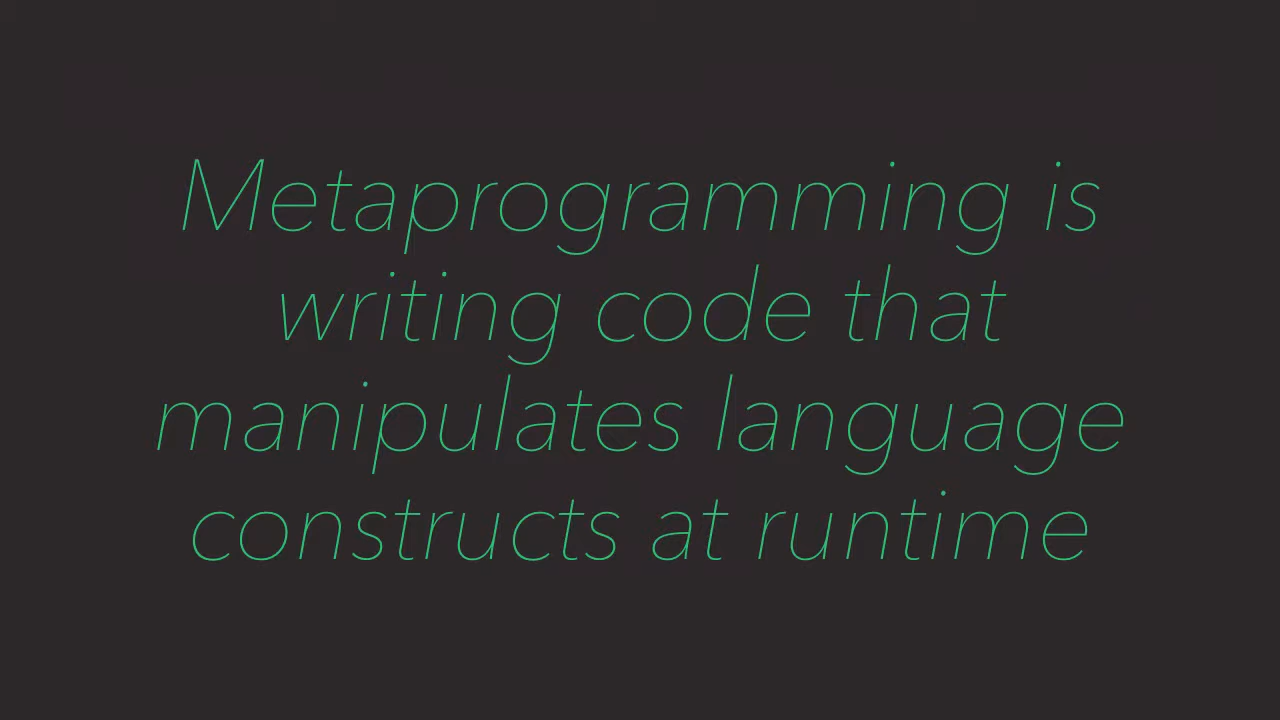 Metaprogramming is
writing code that
manipulates language
constructs at runtime